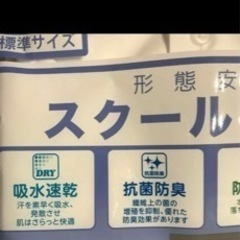 標準サイズ
形態安
スクール
DRY
抗菌防臭
吸水速乾
汗を素早く吸水、
発散させ
肌はさらっと快適
抗菌防臭
繊維上の菌の
増殖を抑制、優れた
防臭効果があります
防